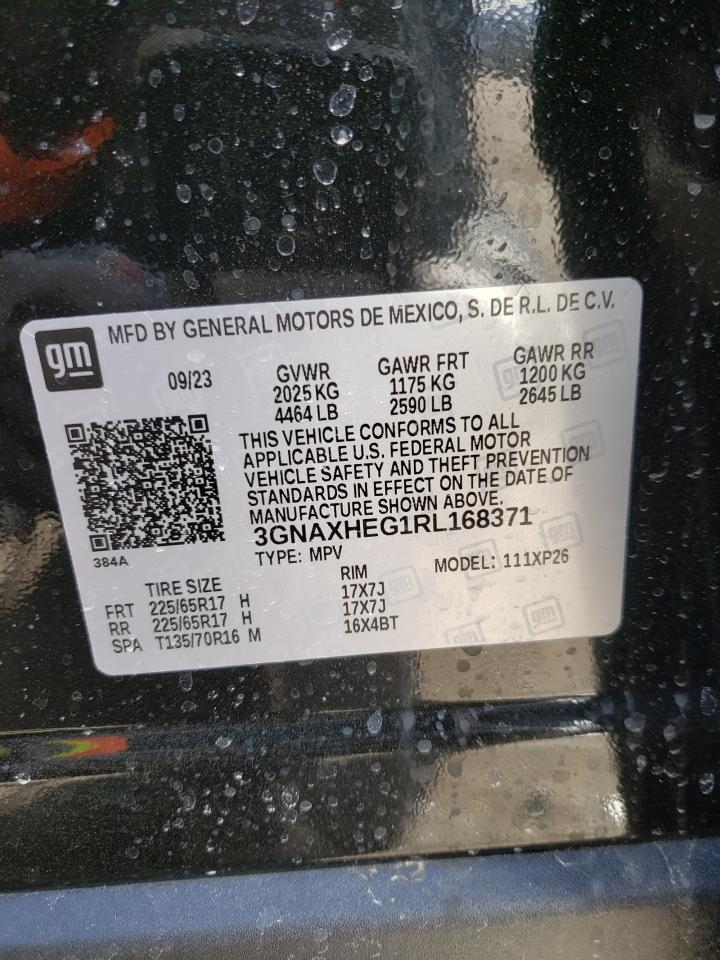 gm
MFD BY GENERAL MOTORS DE MEXICO, S. DE R.L. DE C.V.
09/23 GVWR GAWR FRT GAWR RR
2025 KG 1175 KG 1200 KG
4464 LB 2590 LB 2645 LB
THIS VEHICLE CONFORMS TO ALL
APPLICABLE U.S. FEDERAL MOTOR
VEHICLE SAFETY AND THEFT PREVENTION
STANDARDS IN EFFECT ON THE DATE OF
MANUFACTURE SHOWN ABOVE.
3GNAXHEG1RL168371
384A
TYPE: MPV MODEL: 111XP26
TIRE SIZE RIM
FRT 225/65R17 H 17X7J
RR 225/65R17 H 17X7J
SPA T135/70R16 M 16X4BT